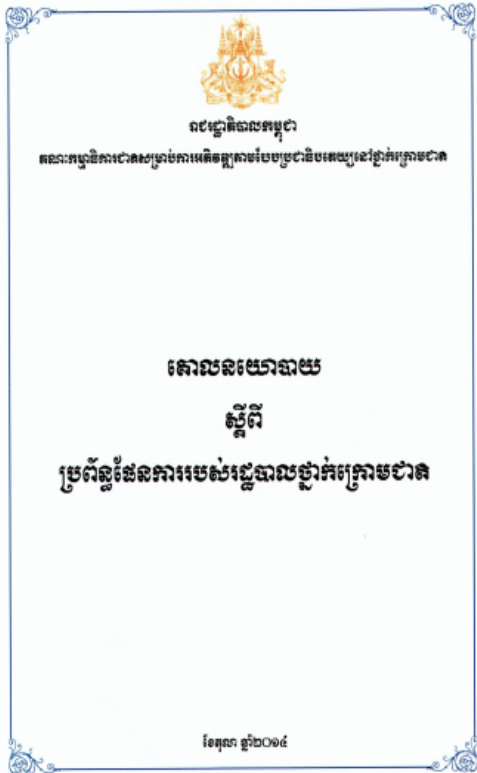 រាជរដ្ឋាភិបាលកម្ពុជា
គណៈកម្មាធិការជាតិសម្រាប់ការអភិវឌ្ឍតាមបែបប្រជាធិបតេយ្យនៅថ្នាក់ក្រោមជាតិ
គោលនយោបាយ
ស្តីពី
ប្រព័ន្ធផែនការរបស់រដ្ឋបាលថ្នាក់ក្រោមជាតិ
ខែតុលា ឆ្នាំ២០១៤